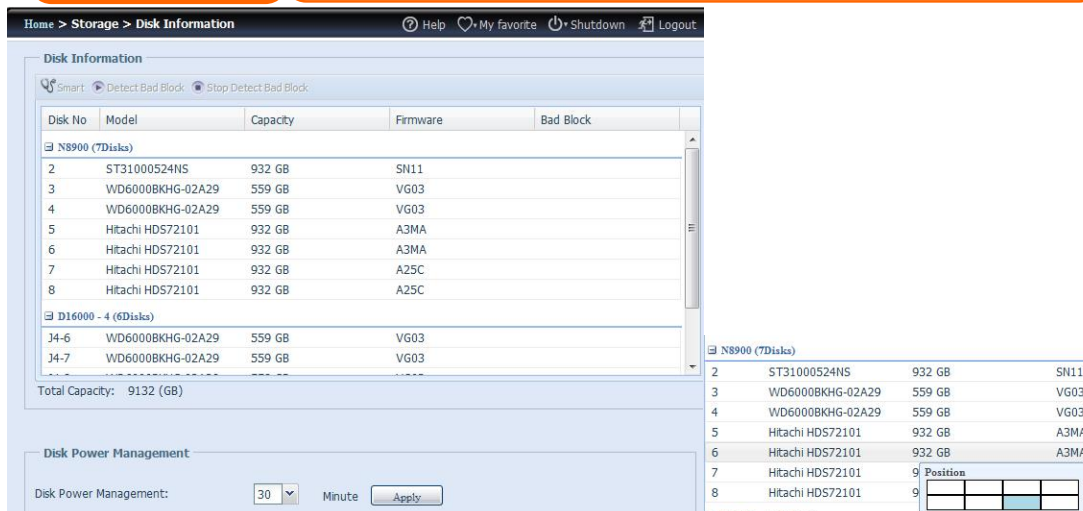 Home > Storage > Disk Information
Help My favorite Shutdown Logout
Disk Information
Smart Detect Bad Block Stop Detect Bad Block
Disk No Model Capacity Firmware Bad Block
N8900 (7Disks)
2 ST31000524NS 932 GB SN11
3 WD6000BKHG-02A29 559 GB VG03
4 WD6000BKHG-02A29 559 GB VG03
5 Hitachi HDS72101 932 GB A3MA
6 Hitachi HDS72101 932 GB A3MA
7 Hitachi HDS72101 932 GB A25C
8 Hitachi HDS72101 932 GB A25C
D16000 - 4 (6Disks)
J4-6 WD6000BKHG-02A29 559 GB VG03
J4-7 WD6000BKHG-02A29 559 GB VG03
Total Capacity: 9132 (GB)
Disk Power Management
Disk Power Management: 30 Minute Apply
N8900 (7Disks)
2 ST31000524NS 932 GB SN11
3 WD6000BKHG-02A29 559 GB VG03
4 WD6000BKHG-02A29 559 GB VG03
5 Hitachi HDS72101 932 GB A3MA
6 Hitachi HDS72101 932 GB A3MA
7 Hitachi HDS72101 9 Position
8 Hitachi HDS72101 9